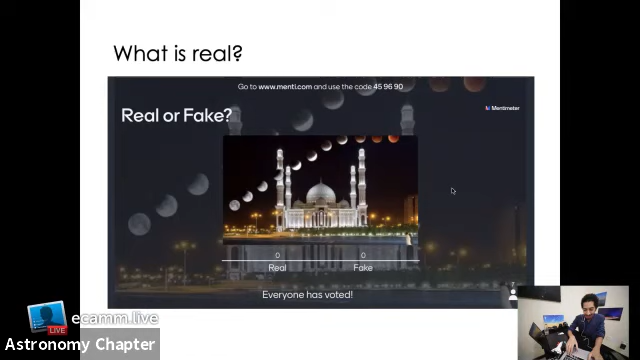 What is real?
Go to www.menti.com and use the code 45 96 90
Real or Fake?
Mentimeter
0 0
Real Fake
Everyone has voted!
LIVE ecamm.live
Astronomy Chapter